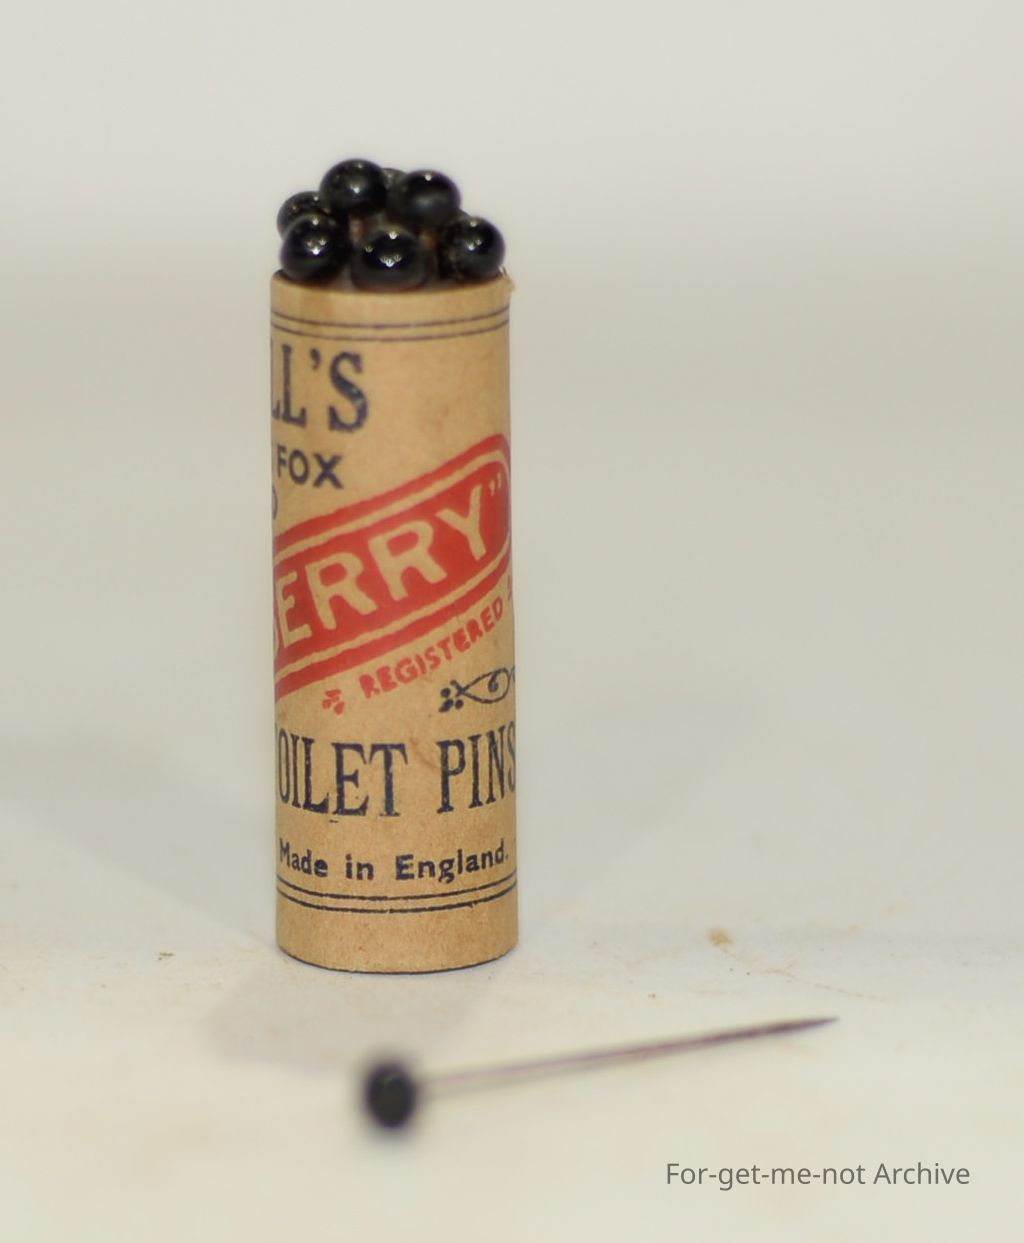 LL'S
FOX
ERRY"
REGISTERED
OILET PINS
Made in England.
For-get-me-not Archive